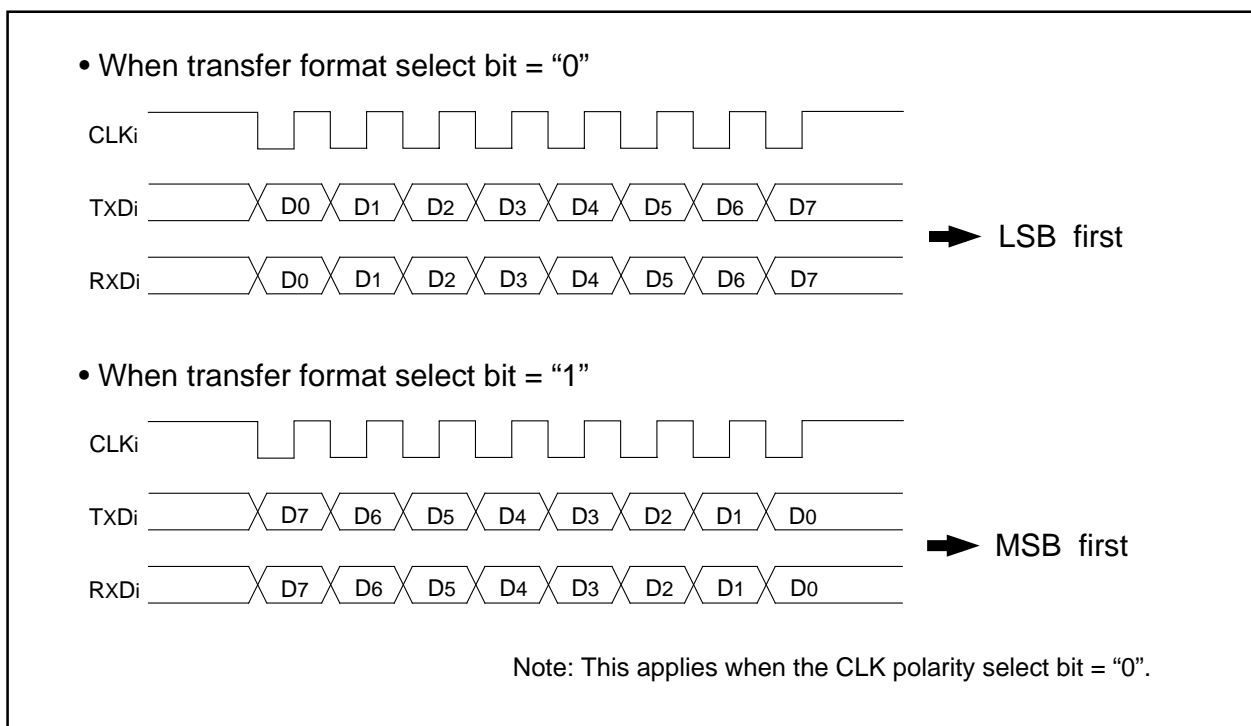 • When transfer format select bit = “0”
CLKi
TXDi D0 D1 D2 D3 D4 D5 D6 D7
LSB first
RXDi D0 D1 D2 D3 D4 D5 D6 D7
• When transfer format select bit = “1”
CLKi
TXDi D7 D6 D5 D4 D3 D2 D1 D0
MSB first
RXDi D7 D6 D5 D4 D3 D2 D1 D0
Note: This applies when the CLK polarity select bit = “0”.